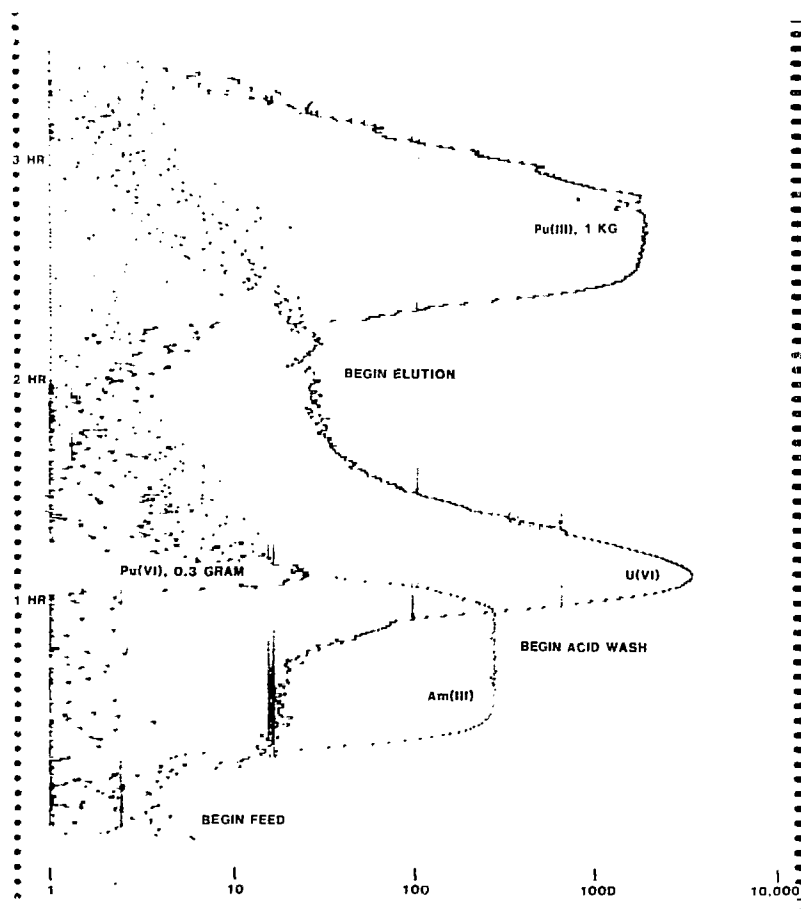 3 HR
Pu(III), 1 KG
BEGIN ELUTION
2 HR
Pu(VI), 0.3 GRAM
U(VI)
1 HR
BEGIN ACID WASH
Am(III)
BEGIN FEED
1 10 100 1000 10,000